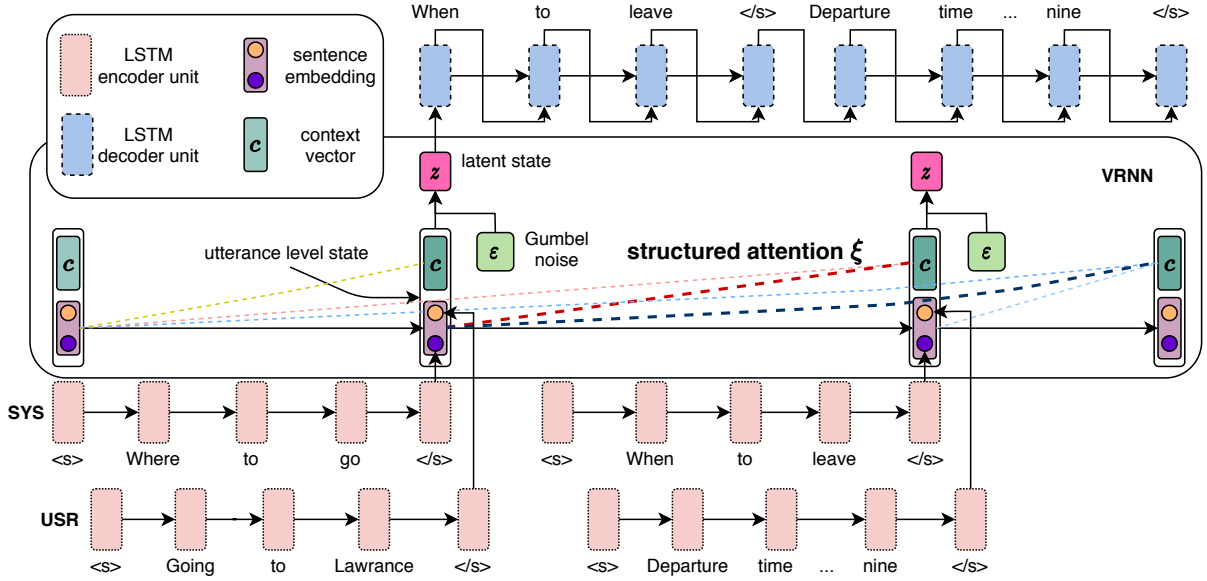 When to leave </s> Departure time ... nine </s>
LSTM
encoder unit
sentence
embedding
LSTM
decoder unit
c
context
vector
z
latent state
z
VRNN
utterance level state
c
c
ε
Gumbel
noise
structured attention ξ
c
ε
c
SYS
<s> Where to go </s> <s> When to leave </s>
USR
<s> Going to Lawrance </s> <s> Departure time ... nine </s>